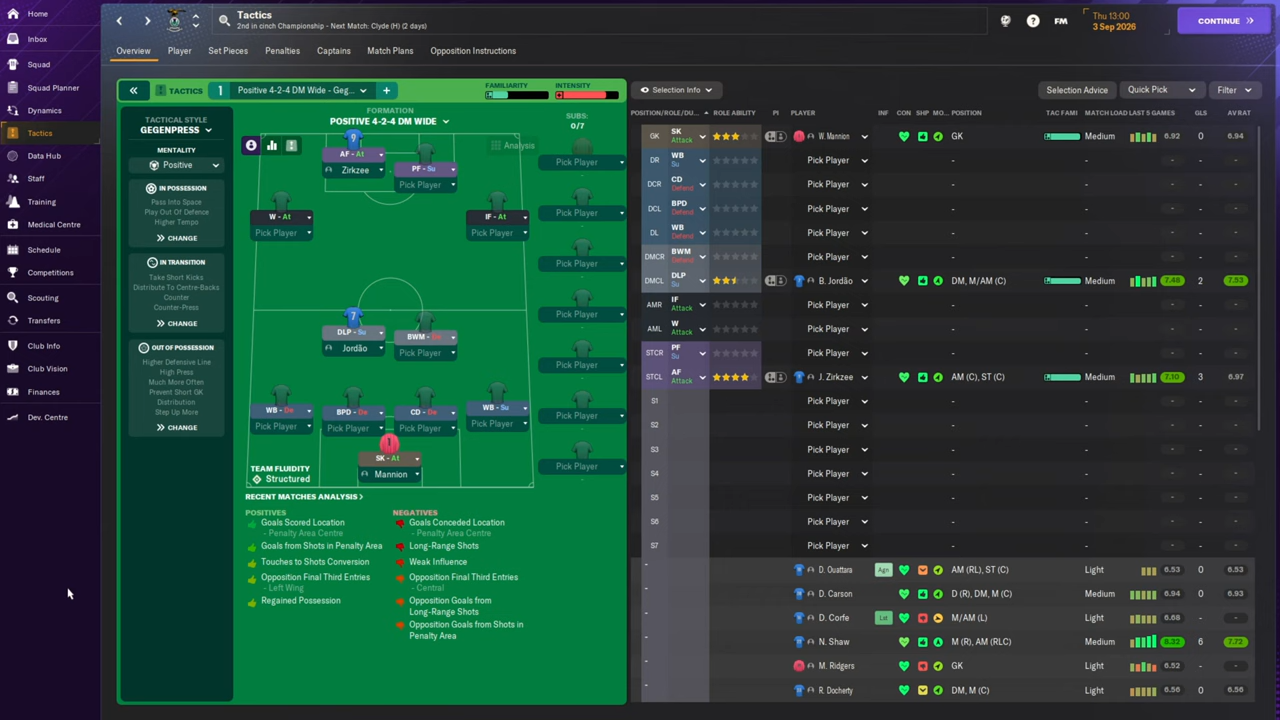 Home
Inbox
Squad
Squad Planner
Dynamics
Tactics
Data Hub
Staff
Training
Medical Centre
Schedule
Competitions
Scouting
Transfers
Club Info
Club Vision
Finances
Dev. Centre
Tactics
2nd in cinch Championship - Next Match: Clyde (H) (2 days)
FM
Thu 13:00
3 Sep 2026
CONTINUE
Overview Player Set Pieces Penalties Captains Match Plans Opposition Instructions
TACTICS 1 Positive 4-2-4 DM Wide - Geg...
FAMILIARITY INTENSITY
TACTICAL STYLE
GEGENPRESS
MENTALITY
Positive
IN POSSESSION
Pass Into Space
Play Out Of Defence
Higher Tempo
CHANGE
IN TRANSITION
Take Short Kicks
Distribute To Centre-Backs
Counter
Counter-Press
CHANGE
OUT OF POSSESSION
Higher Defensive Line
High Press
Much More Often
Prevent Short GK
Distribution
Step Up More
CHANGE
FORMATION
POSITIVE 4-2-4 DM WIDE
Analysis
9
AF - At
Zirkzee
PF - Su
Pick Player
W - At
Pick Player
IF - At
Pick Player
7
DLP - Su
Jordão
BWM - De
Pick Player
WB - De
Pick Player
BPD - De
Pick Player
CD - De
Pick Player
WB - Su
Pick Player
1
SK - At
Mannion
TEAM FLUIDITY
Structured
SUBS:
0/7
Pick Player
Pick Player
Pick Player
Pick Player
Pick Player
Pick Player
Pick Player
RECENT MATCHES ANALYSIS
POSITIVES
Goals Scored Location
- Penalty Area Centre
Goals from Shots in Penalty Area
Touches to Shots Conversion
Opposition Final Third Entries
- Left Wing
Regained Possession
NEGATIVES
Goals Conceded Location
- Penalty Area Centre
Long-Range Shots
Weak Influence
Opposition Final Third Entries
- Central
Opposition Goals from
Long-Range Shots
Opposition Goals from Shots in
Penalty Area
Selection Info
Selection Advice Quick Pick Filter
POSITION/ROLE/DU... ROLE ABILITY PI PLAYER INF CON SHP MO... POSITION TAC FAMI MATCH LOAD LAST 5 GAMES GLS AV RAT
GK SK Attack W. Mannion GK Medium 6.92 0 6.94
DR WB Su Pick Player - - - - -
DCR CD Defend Pick Player - - - - -
DCL BPD Defend Pick Player - - - - -
DL WB Defend Pick Player - - - - -
DMCR BWM Defend Pick Player - - - - -
DMCL DLP Su B. Jordão DM, M/AM (C) Medium 7.48 2 7.53
AMR IF Attack Pick Player - - - - -
AML W Attack Pick Player - - - - -
STCR PF Su Pick Player - - - - -
STCL AF Attack J. Zirkzee AM (C), ST (C) Medium 7.10 3 6.97
S1 Pick Player - - - - -
S2 Pick Player - - - - -
S3 Pick Player - - - - -
S4 Pick Player - - - - -
S5 Pick Player - - - - -
S6 Pick Player - - - - -
S7 Pick Player - - - - -
- D. Ouattara Agn AM (RL), ST (C) Light 6.53 0 6.53
- D. Carson D (R), DM, M (C) Medium 6.94 0 6.93
- D. Corfe Lst M/AM (L) Light 6.68 - -
- N. Shaw M (R), AM (RLC) Medium 8.32 6 7.72
- M. Ridgers GK Light 6.52 - -
- R. Docherty DM, M (C) Light 6.56 0 6.56